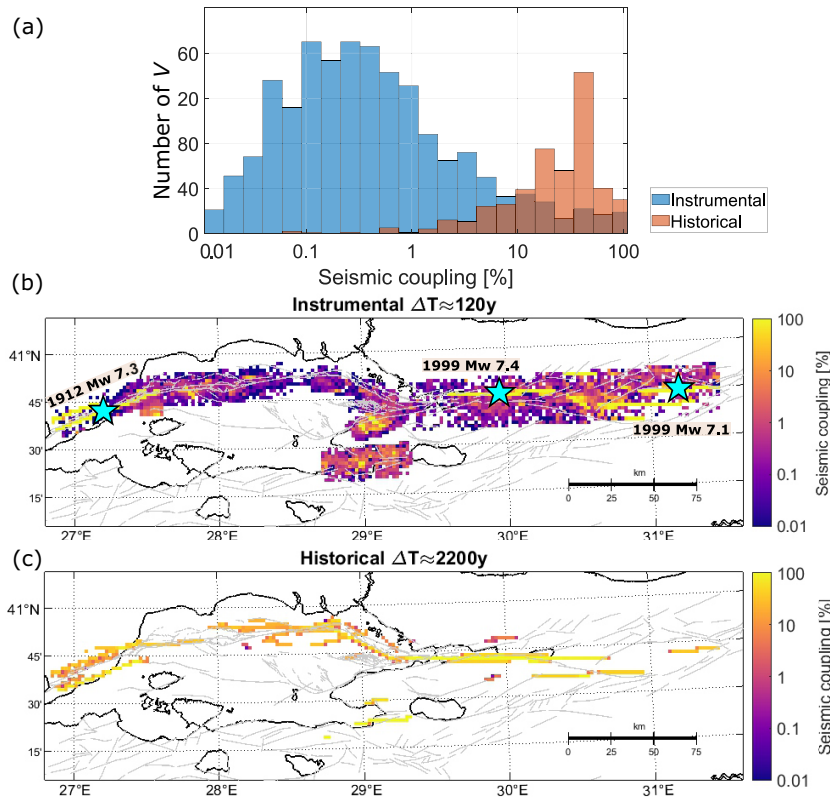 (a)
Number of V
60
20
80
40
0
0.01
0.1
1
10
100
Seismic coupling [%]
Instrumental
Historical
(b)
Instrumental ΔT≈120y
41°N
45'
30'
15'
27°E
28°E
29°E
30°E
31°E
1912 Mw 7.3
1999 Mw 7.4
1999 Mw 7.1
km
0 25 50 75
100
10
1
0.1
0.01
Seismic coupling [%]
(c)
Historical ΔT≈2200y
41°N
45'
30'
15'
27°E
28°E
29°E
30°E
31°E
km
0 25 50 75
100
10
1
0.1
0.01
Seismic coupling [%]